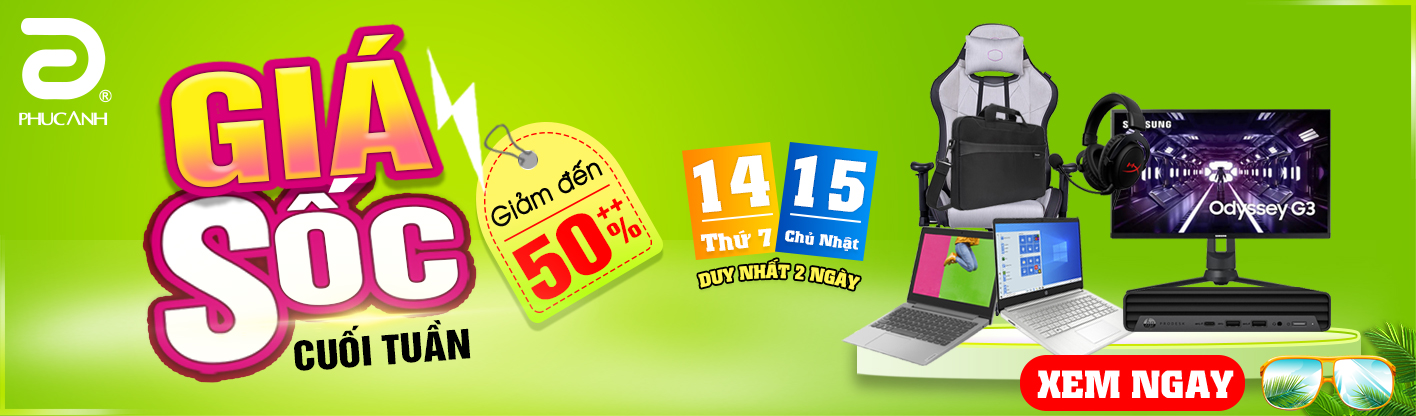 PHUCANH®
GIÁ
SỐC
CUỐI TUẦN
Giảm đến
50++%
14
Thứ 7
15
Chủ Nhật
DUY NHẤT 2 NGÀY
SAMSUNG
Odyssey G3
XEM NGAY